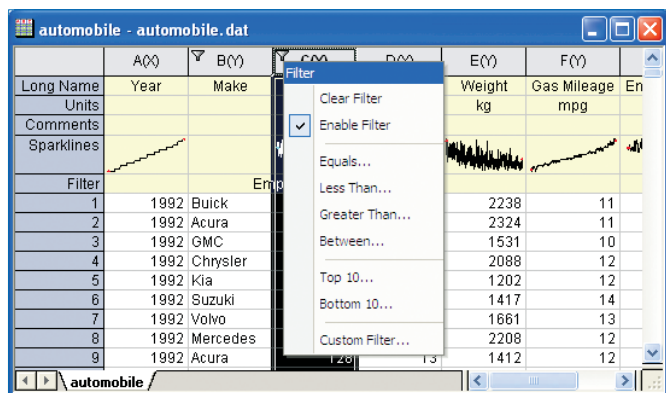 automobile - automobile.dat
A(X) B(Y) C(Y) D(Y) E(Y) F(Y)
Filter
Clear Filter
Enable Filter
Equals...
Less Than...
Greater Than...
Between...
Top 10...
Bottom 10...
Custom Filter...
Long Name Year Make Weight Gas Mileage En
Units kg mpg
Comments
Sparklines
Filter Emp
1 1992 Buick 2238 11
2 1992 Acura 2324 11
3 1992 GMC 1531 10
4 1992 Chrysler 2088 12
5 1992 Kia 1202 12
6 1992 Suzuki 1417 14
7 1992 Volvo 1661 13
8 1992 Mercedes 2208 12
9 1992 Acura 128 13 1412 12
automobile